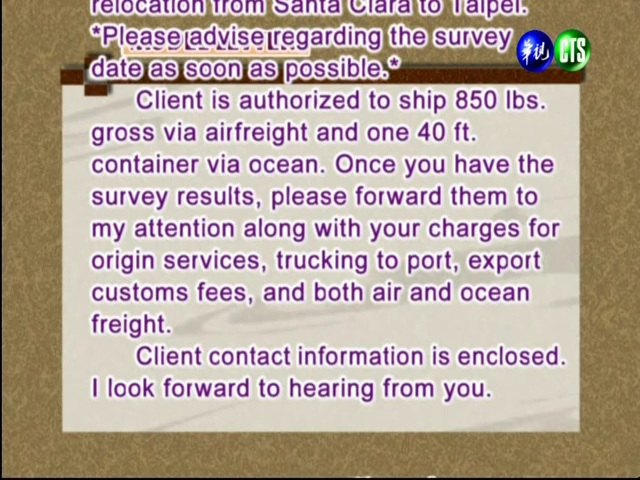 relocation from Santa Clara to Taipei.
*Please advise regarding the survey
華視 CTS
date as soon as possible.*
Client is authorized to ship 850 lbs.
gross via airfreight and one 40 ft.
container via ocean. Once you have the
survey results, please forward them to
my attention along with your charges for
origin services, trucking to port, export
customs fees, and both air and ocean
freight.
Client contact information is enclosed.
I look forward to hearing from you.